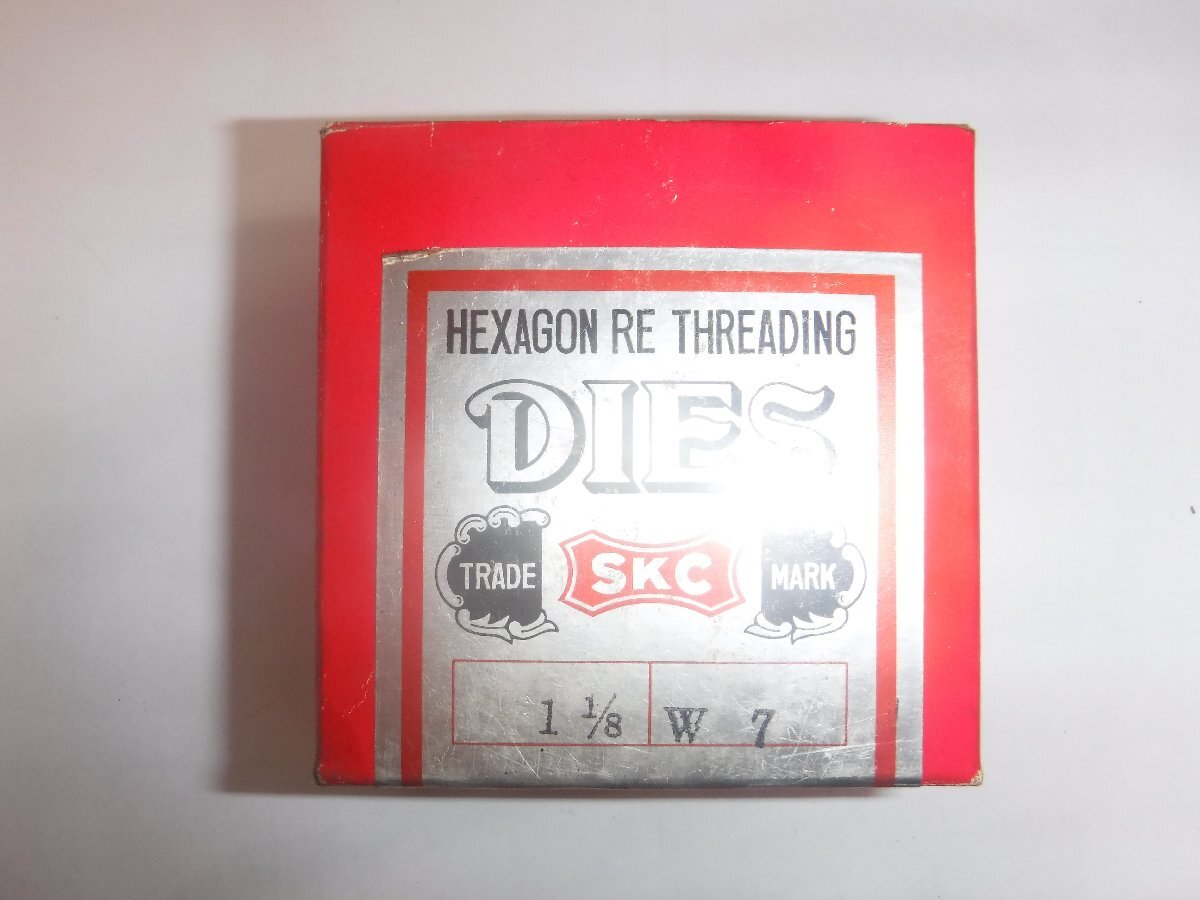 HEXAGON RE THREADING
DIES
TRADE SKC MARK
1 1/8 W 7